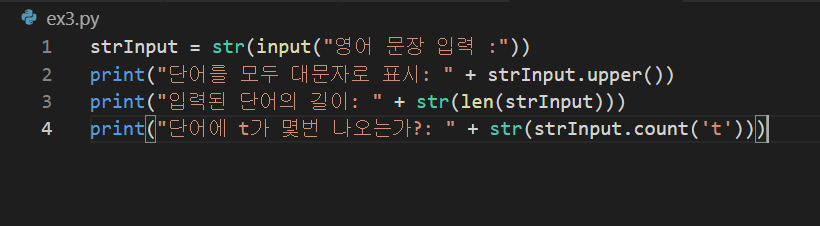 ex3.py
1 strInput = str(input("영어 문장 입력 :"))
2 print("단어를 모두 대문자로 표시: " + strInput.upper())
3 print("입력된 단어의 길이: " + str(len(strInput)))
4 print("단어에 t가 몇번 나오는가?: " + str(strInput.count('t')))